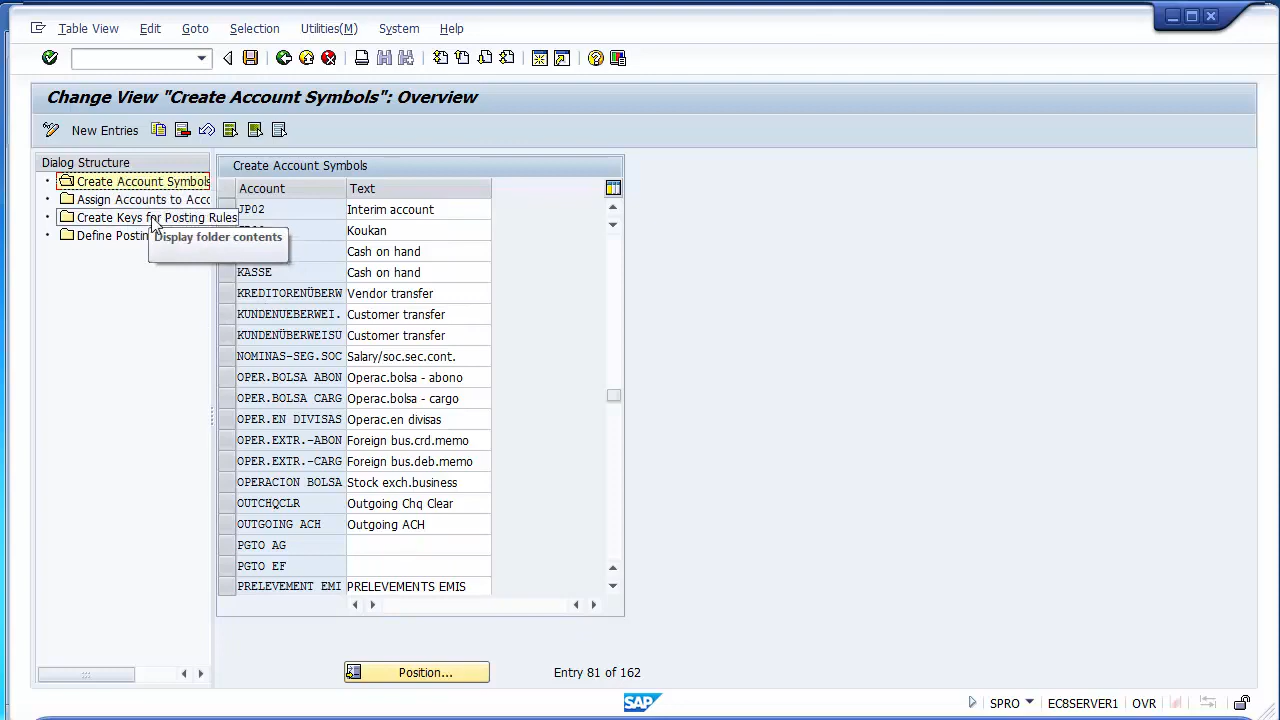 Table View Edit Goto Selection Utilities(M) System Help
Change View "Create Account Symbols": Overview
New Entries
Dialog Structure
Create Account Symbols
Assign Accounts to Acco
Create Keys for Posting Rules
Define Postin
Display folder contents
Create Account Symbols
Account Text
JP02 Interim account
Koukan
Cash on hand
KASSE Cash on hand
KREDITORENÜBERW Vendor transfer
KUNDENUEBERWEI. Customer transfer
KUNDENÜBERWEISU Customer transfer
NOMINAS-SEG.SOC Salary/soc.sec.cont.
OPER.BOLSA ABON Operac.bolsa - abono
OPER.BOLSA CARG Operac.bolsa - cargo
OPER.EN DIVISAS Operac.en divisas
OPER.EXTR.-ABON Foreign bus.crd.memo
OPER.EXTR.-CARG Foreign bus.deb.memo
OPERACION BOLSA Stock exch.business
OUTCHQCLR Outgoing Chq Clear
OUTGOING ACH Outgoing ACH
PGTO AG
PGTO EF
PRELEVEMENT EMI PRELEVEMENTS EMIS
Position... Entry 81 of 162
SAP SPRO EC8SERVER1 OVR